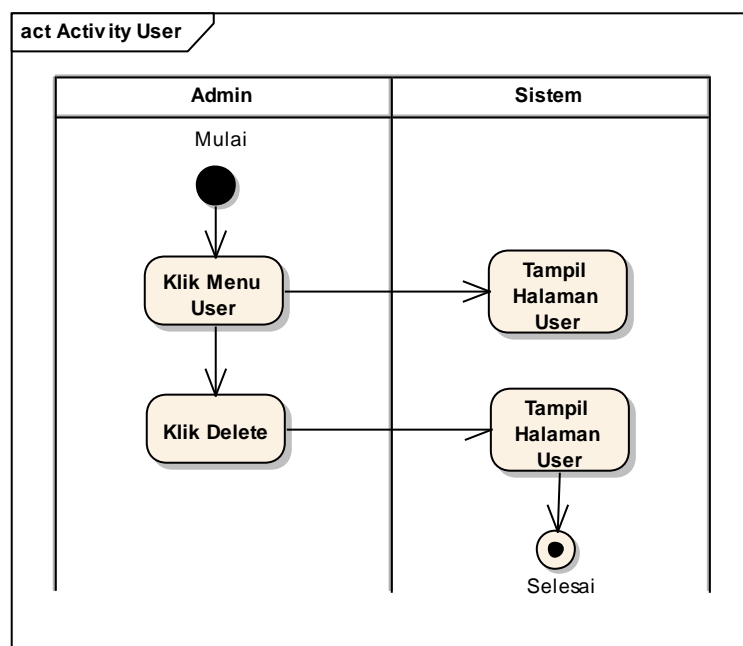 act Activity User
Admin
Sistem
Mulai
Klik Menu
User
Tampil
Halaman
User
Klik Delete
Tampil
Halaman
User
Selesai